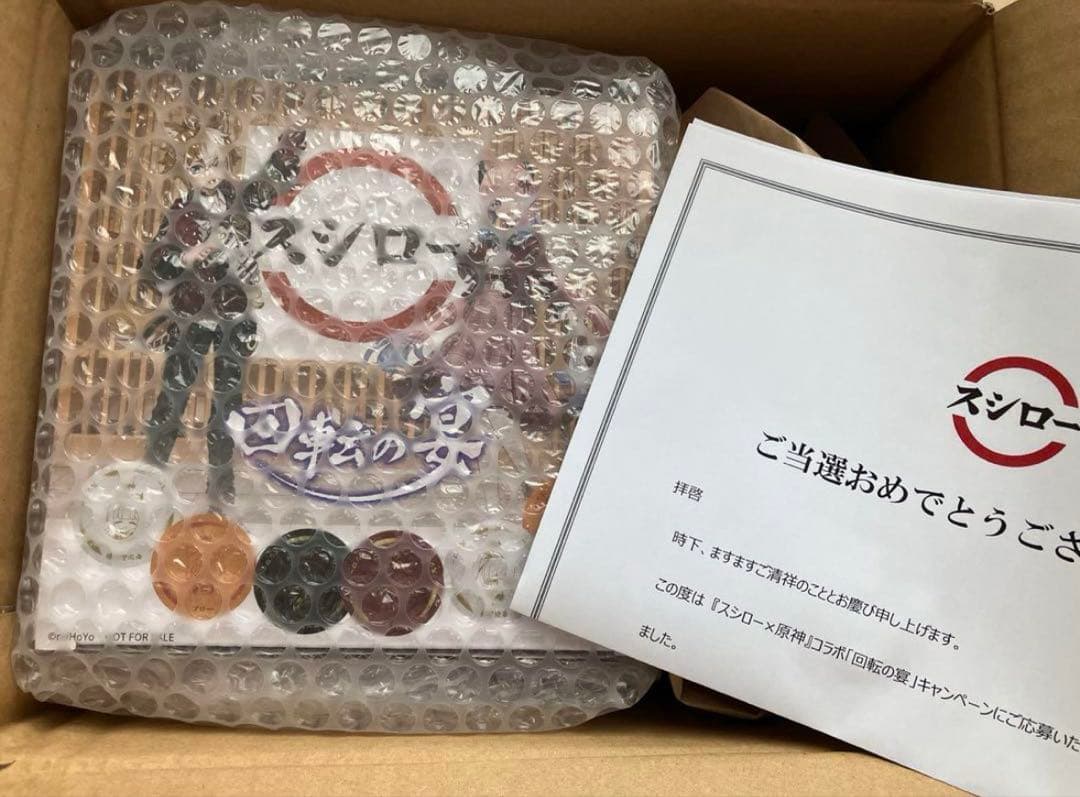 スシロー
回転の宴
NOT FOR SALE
スシロー
ご当選おめでとうござ
拝啓
時下、ますますご清祥のこととお慶び申し上げます。
この度は『スシロー×原神』コラボ「回転の宴」キャンペーンにご応募いた
ました。